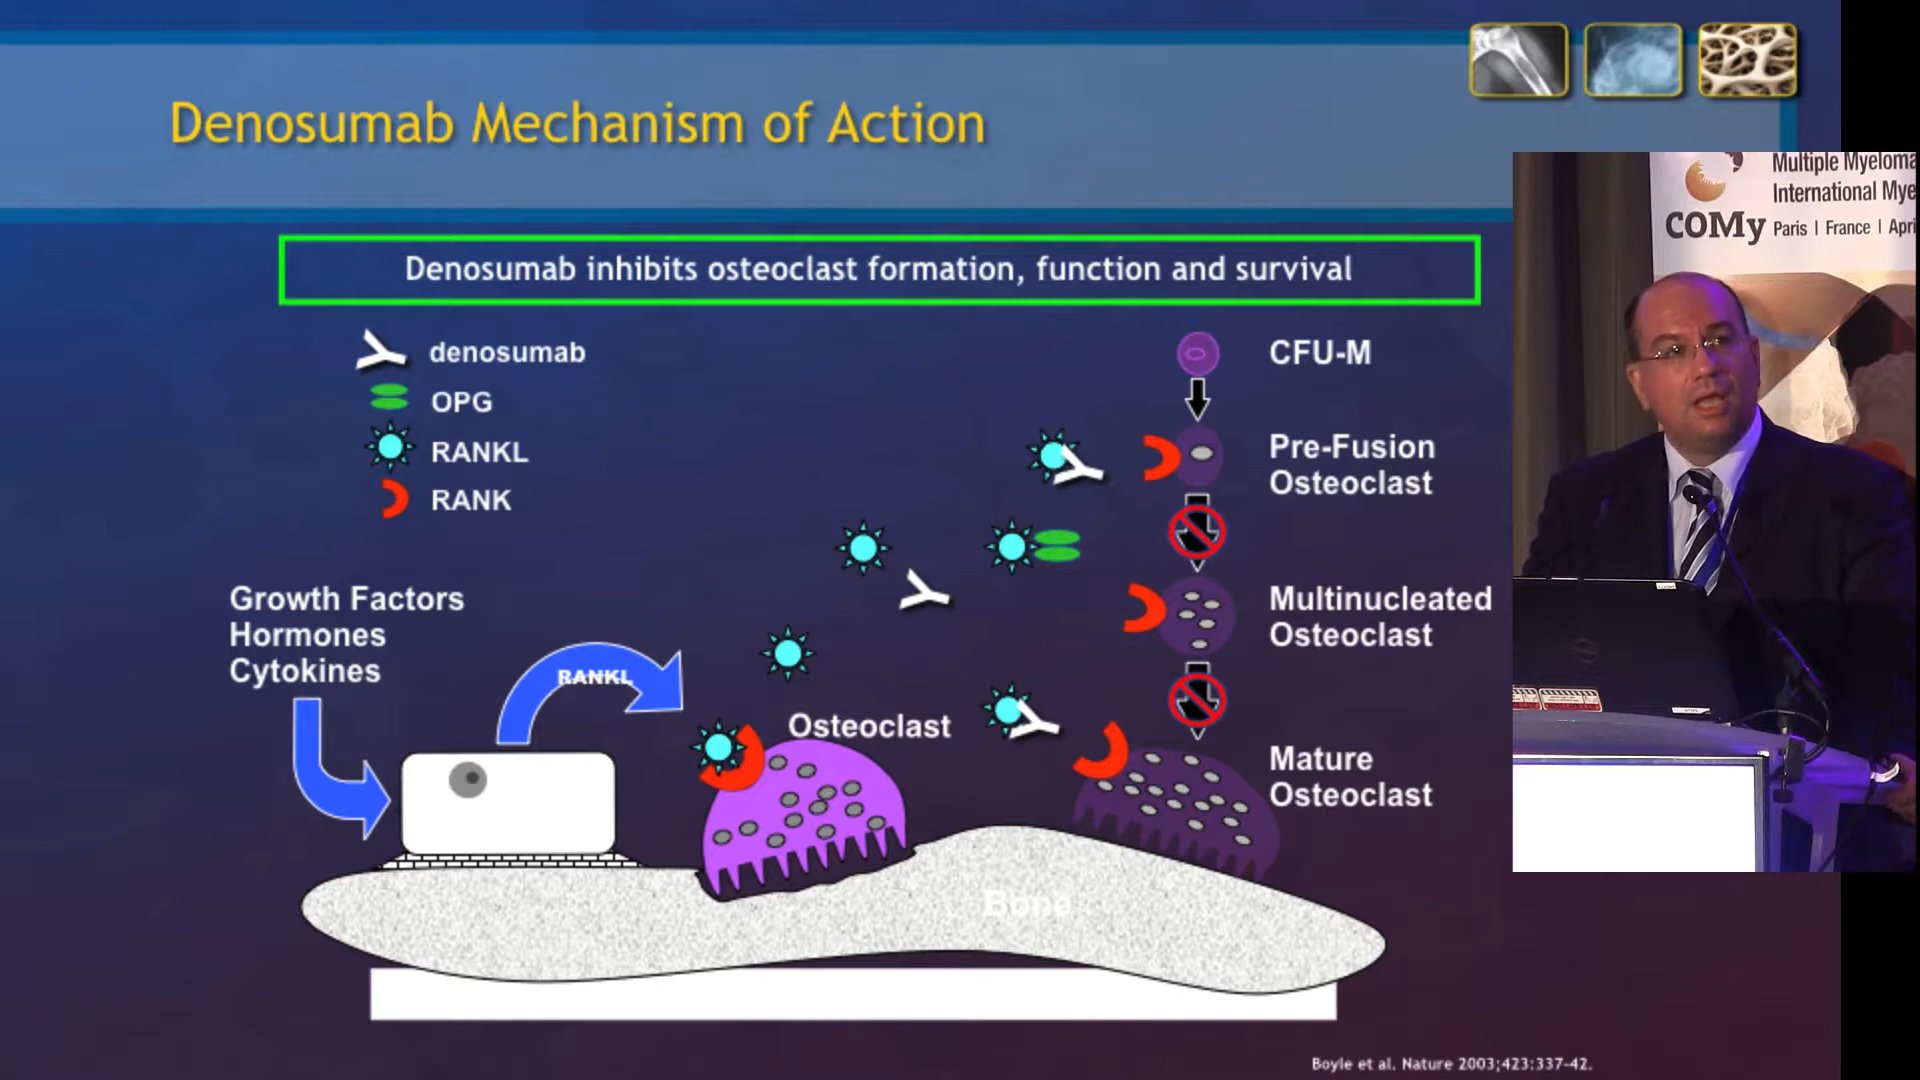 Denosumab Mechanism of Action
Denosumab inhibits osteoclast formation, function and survival
denosumab
OPG
RANKL
RANK
CFU-M
Pre-Fusion
Osteoclast
Multinucleated
Osteoclast
Mature
Osteoclast
Growth Factors
Hormones
Cytokines
RANKL
Osteoclast
Bone
Boyle et al. Nature 2003;423:337-42.
Multiple Myeloma
International Mye
COMy
Paris | France | Apri